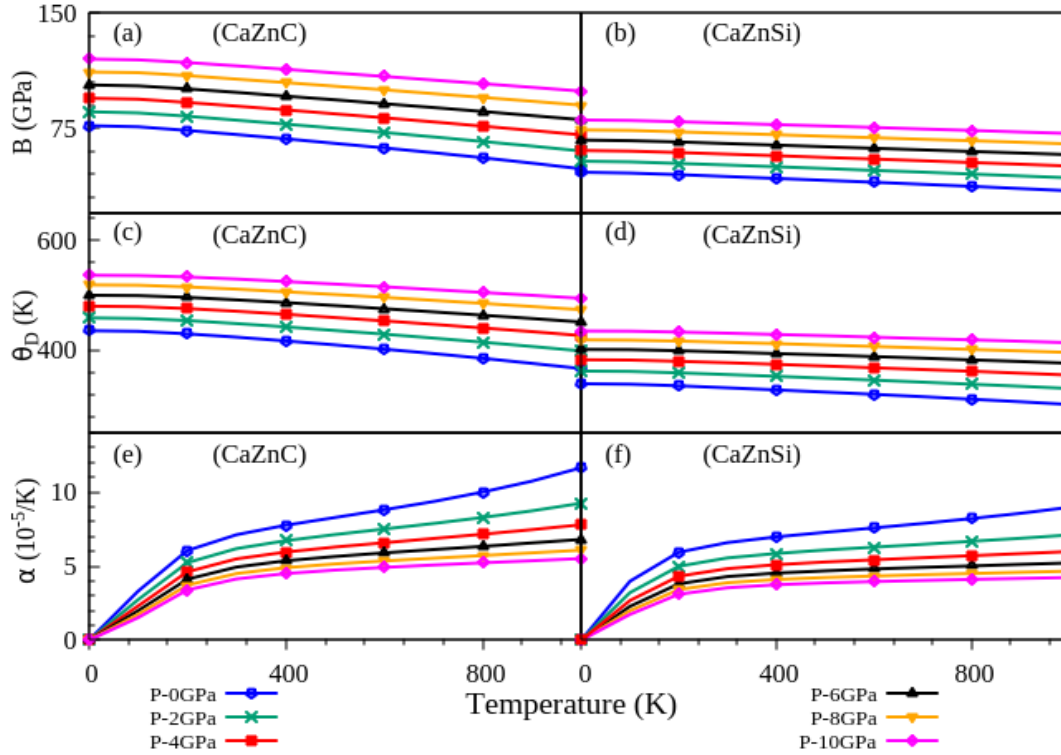 150
(a) (CaZnC) (b) (CaZnSi)
B (GPa)
75
(c) (CaZnC) (d) (CaZnSi)
600
θD (K)
400
(e) (CaZnC) (f) (CaZnSi)
10
α (10⁻⁵/K)
5
0
0 400 800 0 400 800
Temperature (K)
P-0GPa P-6GPa
P-2GPa P-8GPa
P-4GPa P-10GPa